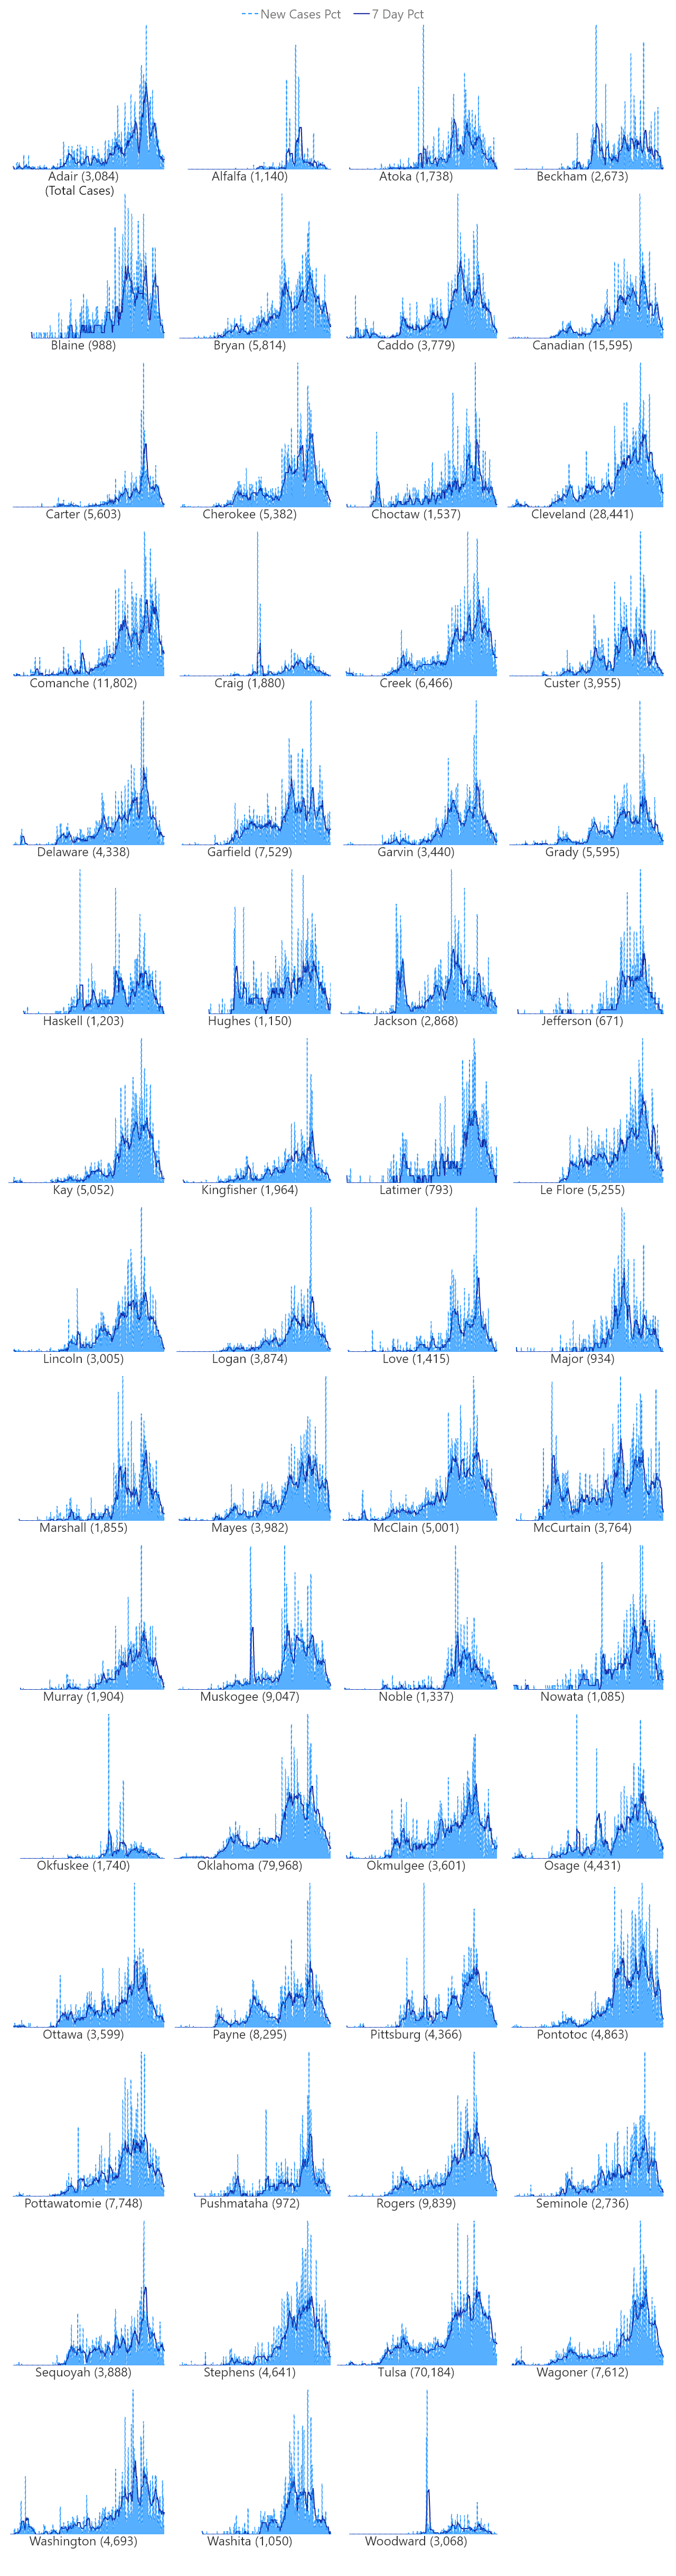 New Cases Pct 7 Day Pct
Adair (3,084) Alfalfa (1,140) Atoka (1,738) Beckham (2,673)
(Total Cases)
Blaine (988) Bryan (5,814) Caddo (3,779) Canadian (15,595)
Carter (5,603) Cherokee (5,382) Choctaw (1,537) Cleveland (28,441)
Comanche (11,802) Craig (1,880) Creek (6,466) Custer (3,955)
Delaware (4,338) Garfield (7,529) Garvin (3,440) Grady (5,595)
Haskell (1,203) Hughes (1,150) Jackson (2,868) Jefferson (671)
Kay (5,052) Kingfisher (1,964) Latimer (793) Le Flore (5,255)
Lincoln (3,005) Logan (3,874) Love (1,415) Major (934)
Marshall (1,855) Mayes (3,982) McClain (5,001) McCurtain (3,764)
Murray (1,904) Muskogee (9,047) Noble (1,337) Nowata (1,085)
Okfuskee (1,740) Oklahoma (79,968) Okmulgee (3,601) Osage (4,431)
Ottawa (3,599) Payne (8,295) Pittsburg (4,366) Pontotoc (4,863)
Pottawatomie (7,748) Pushmataha (972) Rogers (9,839) Seminole (2,736)
Sequoyah (3,888) Stephens (4,641) Tulsa (70,184) Wagoner (7,612)
Washington (4,693) Washita (1,050) Woodward (3,068)